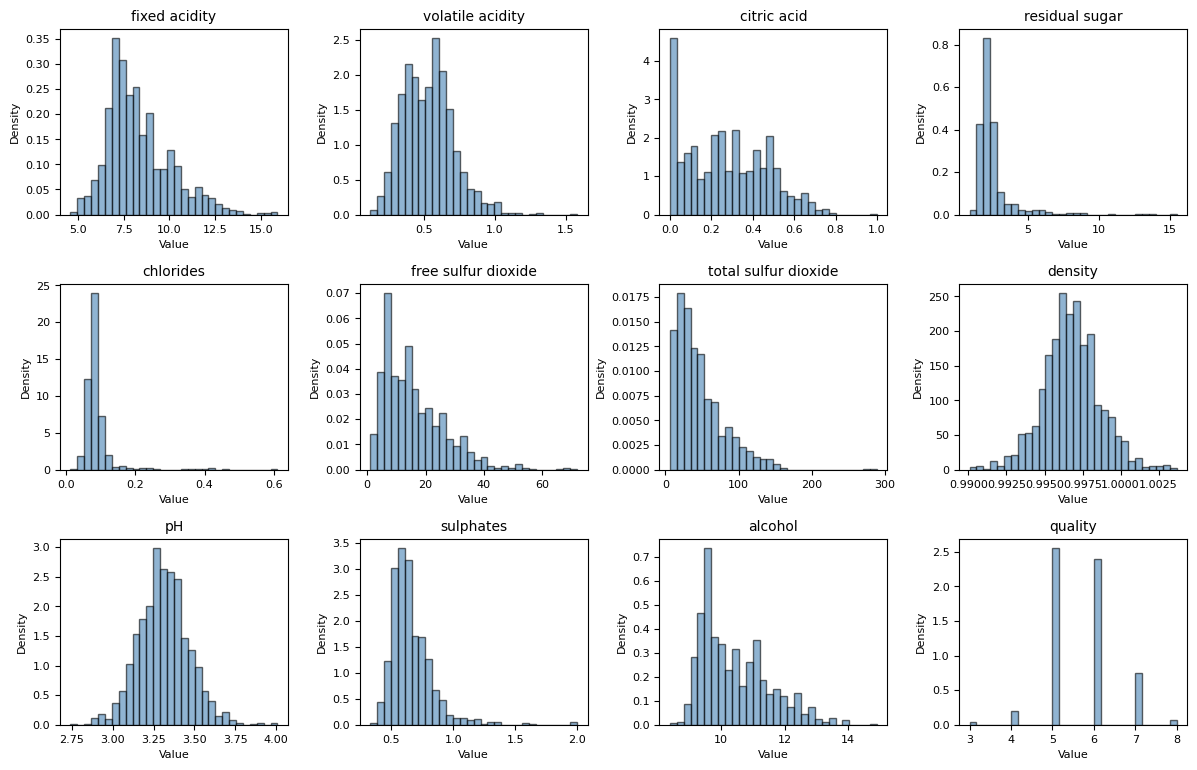 fixed acidity
Density
0.35
0.30
0.25
0.20
0.15
0.10
0.05
0.00
5.0 7.5 10.0 12.5 15.0
Value
volatile acidity
Density
2.5
2.0
1.5
1.0
0.5
0.0
0.5 1.0 1.5
Value
citric acid
Density
4
3
2
1
0
0.0 0.2 0.4 0.6 0.8 1.0
Value
residual sugar
Density
0.8
0.6
0.4
0.2
0.0
5 10 15
Value
chlorides
Density
25
20
15
10
5
0
0.0 0.2 0.4 0.6
Value
free sulfur dioxide
Density
0.07
0.06
0.05
0.04
0.03
0.02
0.01
0.00
0 20 40 60
Value
total sulfur dioxide
Density
0.0175
0.0150
0.0125
0.0100
0.0075
0.0050
0.0025
0.0000
0 100 200 300
Value
density
Density
250
200
150
100
50
0
0.9900 0.9925 0.9950 0.9975 1.0000 1.0025
Value
pH
Density
3.0
2.5
2.0
1.5
1.0
0.5
0.0
2.75 3.00 3.25 3.50 3.75 4.00
Value
sulphates
Density
3.5
3.0
2.5
2.0
1.5
1.0
0.5
0.0
0.5 1.0 1.5 2.0
Value
alcohol
Density
0.7
0.6
0.5
0.4
0.3
0.2
0.1
0.0
10 12 14
Value
quality
Density
2.5
2.0
1.5
1.0
0.5
0.0
3 4 5 6 7 8
Value